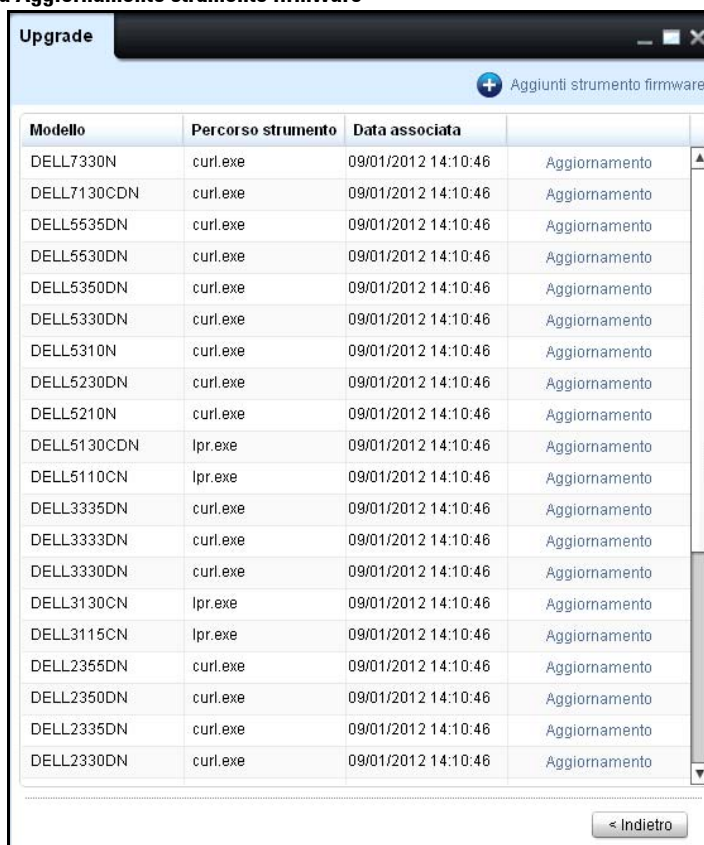 Aggiornamento strumento firmware
Upgrade
Aggiunti strumento firmware
Modello Percorso strumento Data associata
DELL7330N curl.exe 09/01/2012 14:10:46 Aggiornamento
DELL7130CDN curl.exe 09/01/2012 14:10:46 Aggiornamento
DELL5535DN curl.exe 09/01/2012 14:10:46 Aggiornamento
DELL5530DN curl.exe 09/01/2012 14:10:46 Aggiornamento
DELL5350DN curl.exe 09/01/2012 14:10:46 Aggiornamento
DELL5330DN curl.exe 09/01/2012 14:10:46 Aggiornamento
DELL5310N curl.exe 09/01/2012 14:10:46 Aggiornamento
DELL5230DN curl.exe 09/01/2012 14:10:46 Aggiornamento
DELL5210N curl.exe 09/01/2012 14:10:46 Aggiornamento
DELL5130CDN lpr.exe 09/01/2012 14:10:46 Aggiornamento
DELL5110CN lpr.exe 09/01/2012 14:10:46 Aggiornamento
DELL3335DN curl.exe 09/01/2012 14:10:46 Aggiornamento
DELL3333DN curl.exe 09/01/2012 14:10:46 Aggiornamento
DELL3330DN curl.exe 09/01/2012 14:10:46 Aggiornamento
DELL3130CN lpr.exe 09/01/2012 14:10:46 Aggiornamento
DELL3115CN lpr.exe 09/01/2012 14:10:46 Aggiornamento
DELL2355DN curl.exe 09/01/2012 14:10:46 Aggiornamento
DELL2350DN curl.exe 09/01/2012 14:10:46 Aggiornamento
DELL2335DN curl.exe 09/01/2012 14:10:46 Aggiornamento
DELL2330DN curl.exe 09/01/2012 14:10:46 Aggiornamento
< Indietro